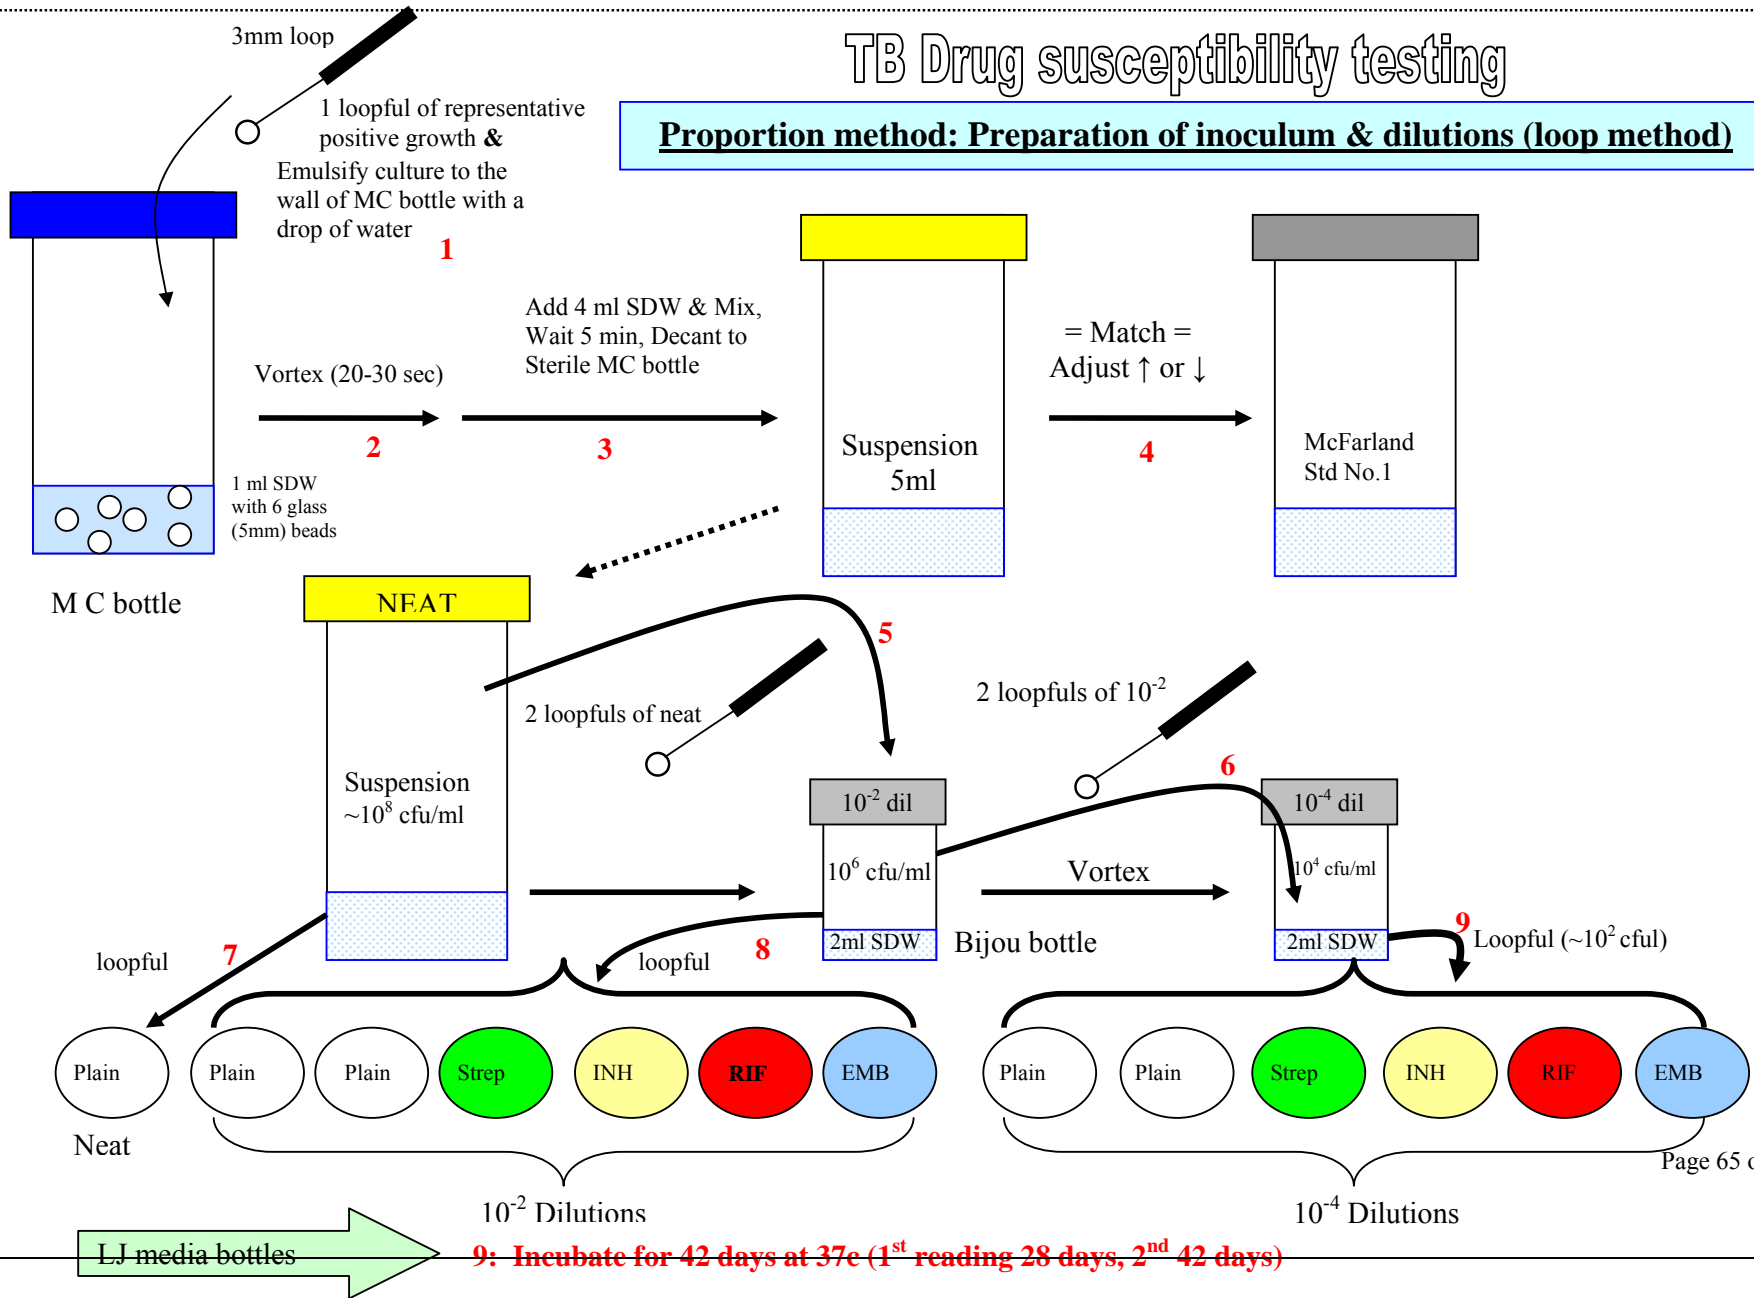 TB Drug susceptibility testing
Proportion method: Preparation of inoculum & dilutions (loop method)
3mm loop
1 loopful of representative
positive growth &
Emulsify culture to the
wall of MC bottle with a
drop of water
1
Vortex (20-30 sec)
2
Add 4 ml SDW & Mix,
Wait 5 min, Decant to
Sterile MC bottle
3
Suspension
5ml
= Match =
Adjust ↑ or ↓
4
McFarland
Std No.1
1 ml SDW
with 6 glass
(5mm) beads
M C bottle
NEAT
Suspension
~10⁸ cfu/ml
5
2 loopfuls of neat
2 loopfuls of 10⁻²
6
10⁻² dil
10⁶ cfu/ml
2ml SDW
Bijou bottle
Vortex
10⁻⁴ dil
10⁴ cfu/ml
2ml SDW
9
Loopful (~10² cful)
loopful
7
loopful
8
Plain
Plain
Plain
Strep
INH
RIF
EMB
Plain
Plain
Strep
INH
RIF
EMB
Neat
10⁻² Dilutions
10⁻⁴ Dilutions
Page 65 o
LJ media bottles
9: Incubate for 42 days at 37c (1ˢᵗ reading 28 days, 2ⁿᵈ 42 days)